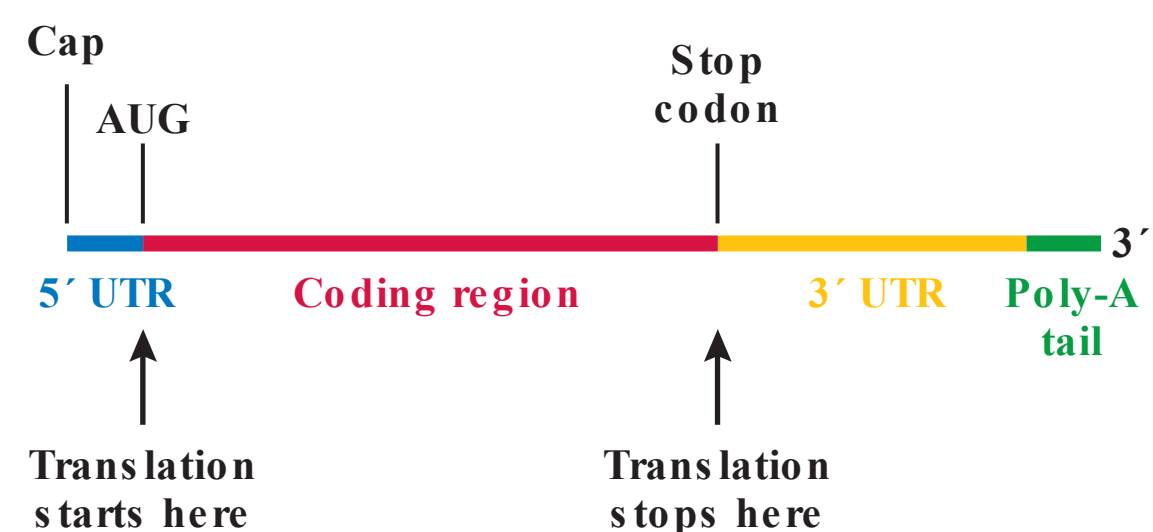 Cap
AUG
Stop
codon
3´
5´ UTR
Coding region
3´ UTR
Poly-A
tail
Translation
starts here
Translation
stops here